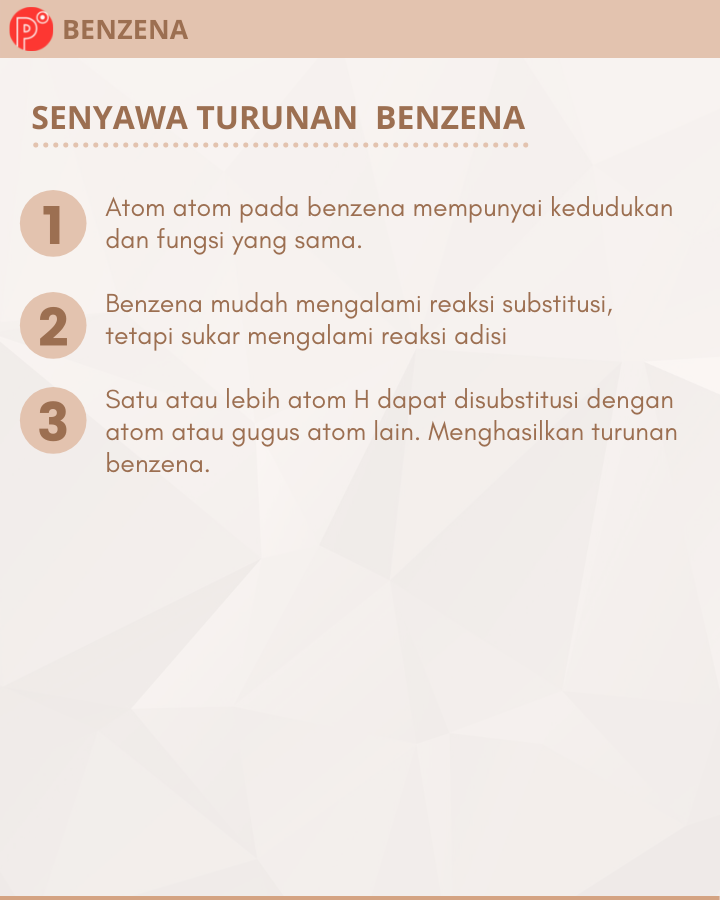 P
BENZENA
SENYAWA TURUNAN BENZENA
1
Atom atom pada benzena mempunyai kedudukan
dan fungsi yang sama.
2
Benzena mudah mengalami reaksi substitusi,
tetapi sukar mengalami reaksi adisi
3
Satu atau lebih atom H dapat disubstitusi dengan
atom atau gugus atom lain. Menghasilkan turunan
benzena.